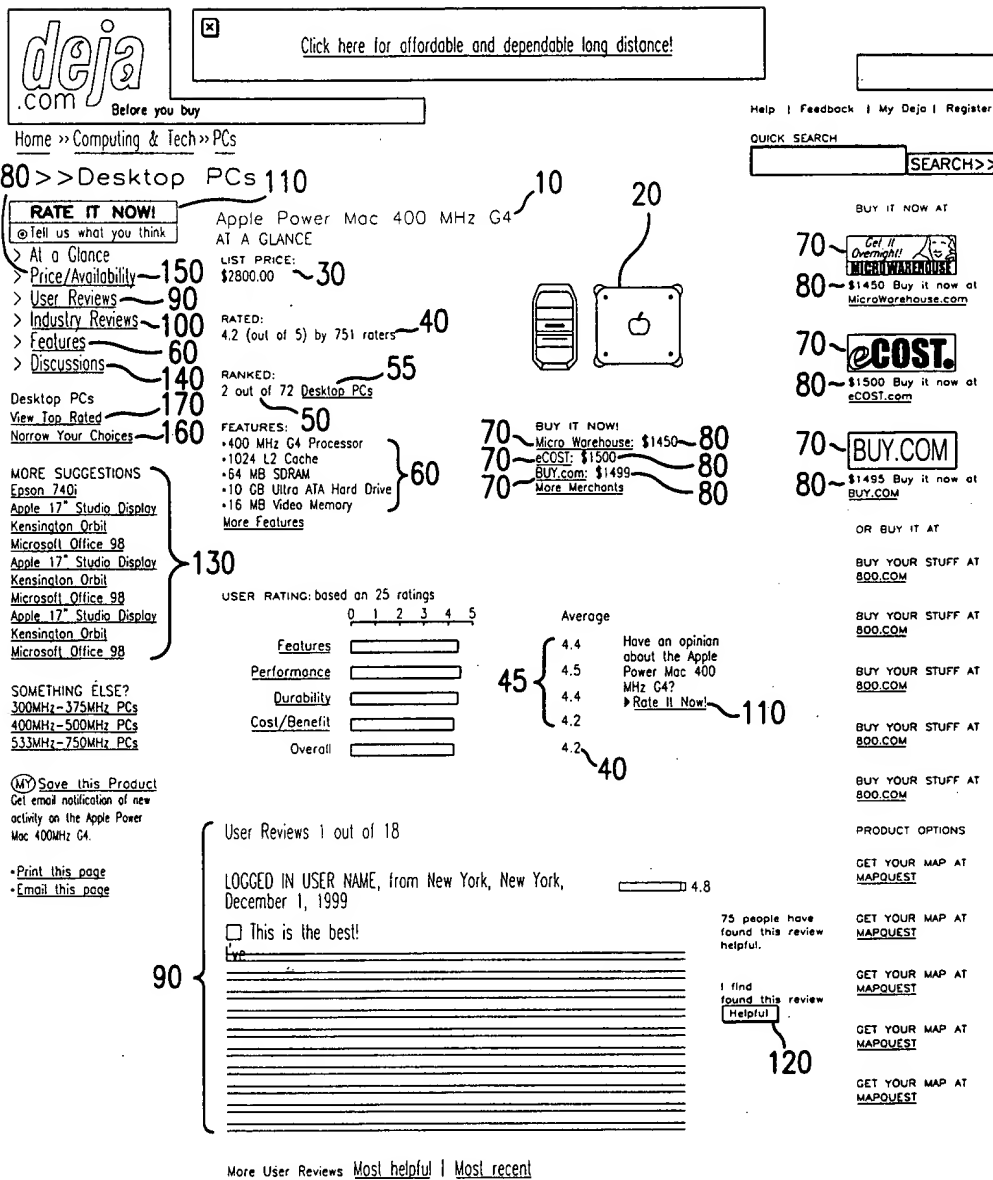 deja
.com
Before you buy
Click here for affordable and dependable long distance!
Help | Feedback | My Deja | Register
Home >> Computing & Tech >> PCs
QUICK SEARCH
SEARCH>>
80 >>Desktop PCs 110
RATE IT NOW!
Tell us what you think
> At a Glance
> Price/Availability 150
> User Reviews 90
> Industry Reviews 100
> Features 60
> Discussions 140
Desktop PCs 170
View Top Rated
Narrow Your Choices 160
MORE SUGGESTIONS
Epson 740i
Apple 17" Studio Display
Kensington Orbit
Microsoft Office 98
Apple 17" Studio Display
Kensington Orbit
Microsoft Office 98
Apple 17" Studio Display
Kensington Orbit
Microsoft Office 98
130
SOMETHING ELSE?
300MHz-375MHz PCs
400MHz-500MHz PCs
533MHz-750MHz PCs
MY Save this Product
Get email notification of new
activity on the Apple Power
Mac 400MHz G4.
•Print this page
•Email this page
10
Apple Power Mac 400 MHz G4
AT A GLANCE
20
LIST PRICE:
$2800.00 30
RATED:
4.2 (out of 5) by 751 raters 40
RANKED: 55
2 out of 72 Desktop PCs
50
FEATURES:
•400 MHz G4 Processor
•1024 L2 Cache
•64 MB SDRAM
•10 GB Ultra ATA Hard Drive
•16 MB Video Memory
More Features
60
BUY IT NOW!
70 Micro Warehouse: $1450 80
70 eCOST: $1500 80
70 BUY.com: $1499 80
More Merchants
USER RATING: based an 25 ratings
0 1 2 3 4 5
Average
Features 4.4
Performance 4.5
Durability 4.4
Cost/Benefit 4.2
45
Overall 4.2 40
Have an opinion
about the Apple
Power Mac 400
MHz G4?
Rate It Now! 110
90
User Reviews 1 out of 18
LOGGED IN USER NAME, from New York, New York,
December 1, 1999
4.8
This is the best!
I've
75 people have
found this review
helpful.
I find
found this review
Helpful
120
More User Reviews Most helpful | Most recent
BUY IT NOW AT
70 Get It
Overnight!
MICROWAREHOUSE
80 $1450 Buy it now at
MicroWarehouse.com
70 eCOST.
80 $1500 Buy it now at
eCOST.com
70 BUY.COM
80 $1495 Buy it now at
BUY.COM
OR BUY IT AT
BUY YOUR STUFF AT
800.COM
BUY YOUR STUFF AT
800.COM
BUY YOUR STUFF AT
800.COM
BUY YOUR STUFF AT
800.COM
BUY YOUR STUFF AT
800.COM
PRODUCT OPTIONS
GET YOUR MAP AT
MAPQUEST
GET YOUR MAP AT
MAPQUEST
GET YOUR MAP AT
MAPQUEST
GET YOUR MAP AT
MAPQUEST
GET YOUR MAP AT
MAPQUEST